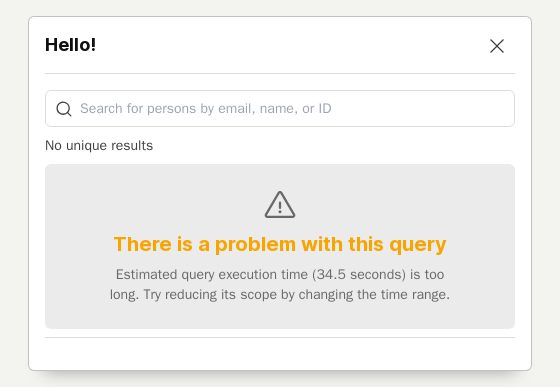 Hello!
Search for persons by email, name, or ID
No unique results
There is a problem with this query
Estimated query execution time (34.5 seconds) is too
long. Try reducing its scope by changing the time range.